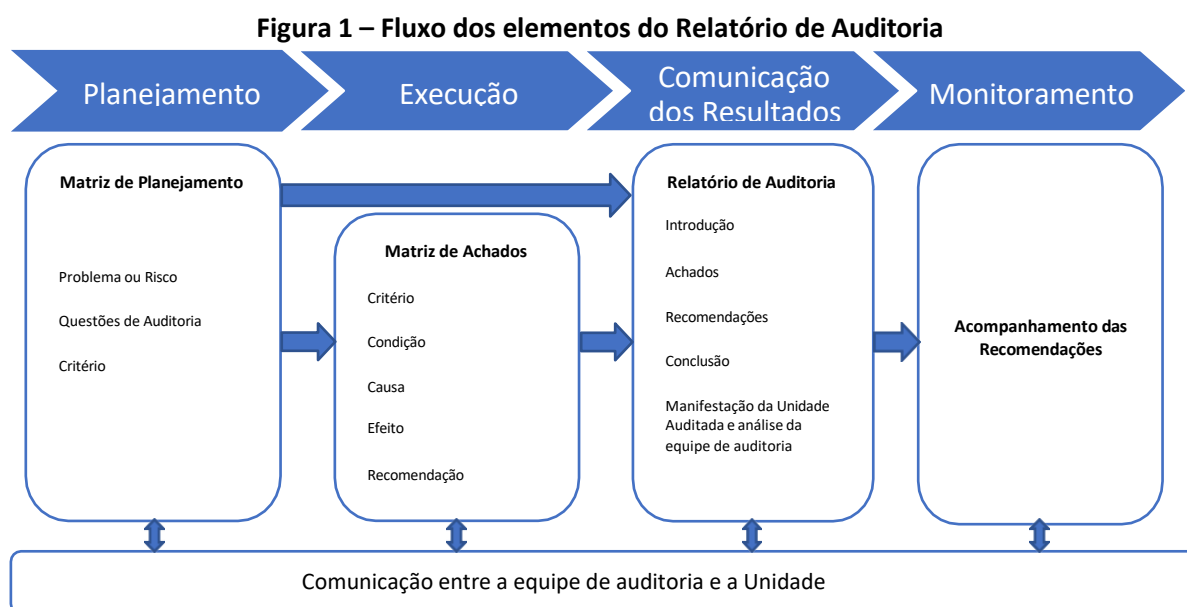 Figura 1 – Fluxo dos elementos do Relatório de Auditoria
Planejamento
Execução
Comunicação
dos Resultados
Monitoramento
Matriz de Planejamento
Problema ou Risco
Questões de Auditoria
Critério
Matriz de Achados
Critério
Condição
Causa
Efeito
Recomendação
Relatório de Auditoria
Introdução
Achados
Recomendações
Conclusão
Manifestação da Unidade
Auditada e análise da
equipe de auditoria
Acompanhamento das
Recomendações
Comunicação entre a equipe de auditoria e a Unidade